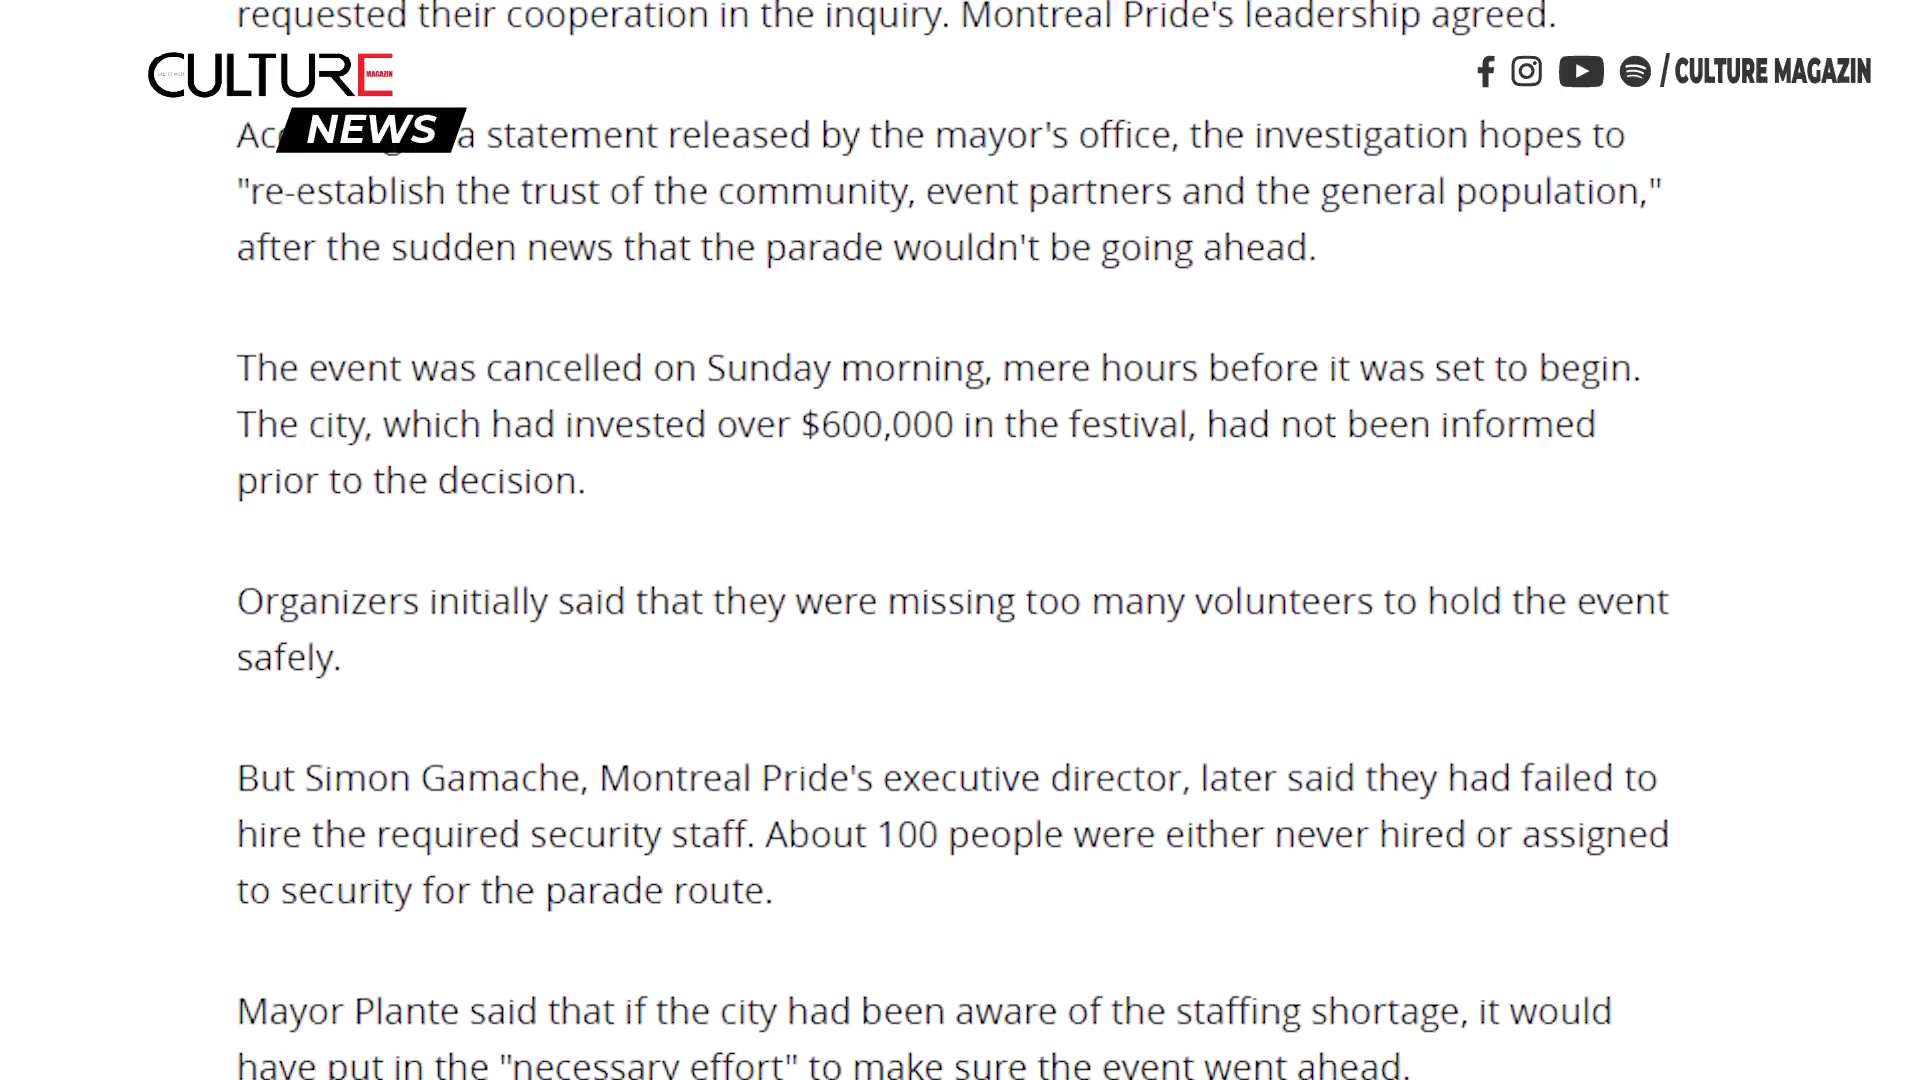 requested their cooperation in the inquiry. Montreal Pride's leadership agreed.
CULTURE
MAGAZIN
/ CULTURE MAGAZIN
NEWS
a statement released by the mayor's office, the investigation hopes to
"re-establish the trust of the community, event partners and the general population,"
after the sudden news that the parade wouldn't be going ahead.
The event was cancelled on Sunday morning, mere hours before it was set to begin.
The city, which had invested over $600,000 in the festival, had not been informed
prior to the decision.
Organizers initially said that they were missing too many volunteers to hold the event
safely.
But Simon Gamache, Montreal Pride's executive director, later said they had failed to
hire the required security staff. About 100 people were either never hired or assigned
to security for the parade route.
Mayor Plante said that if the city had been aware of the staffing shortage, it would
have put in the "necessary effort" to make sure the event went ahead.